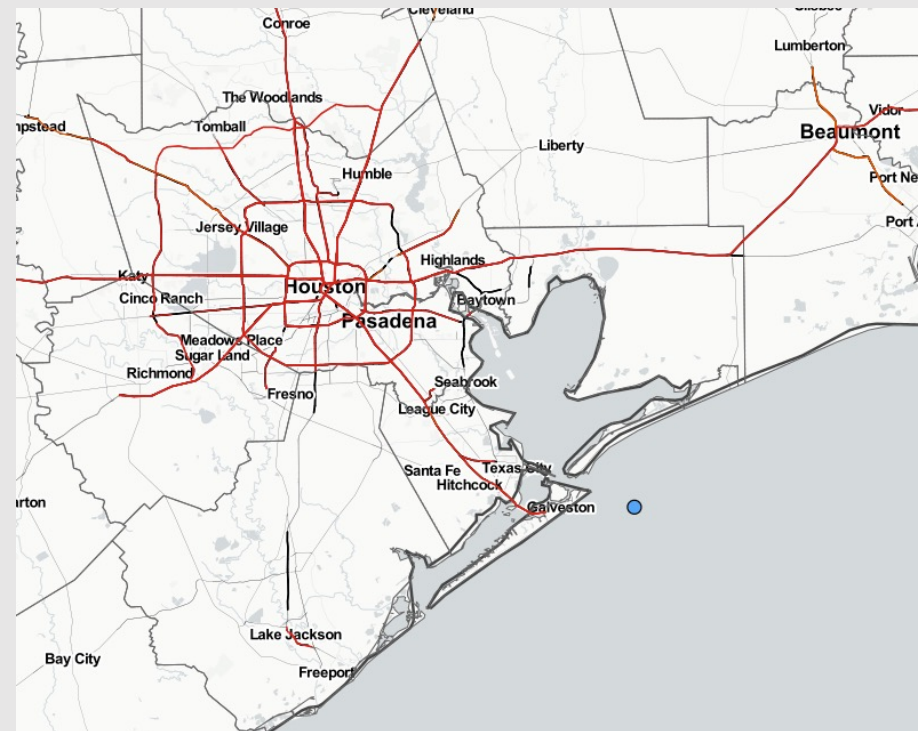 Cleveland
Conroe
Lumberton
The Woodlands
Vidor
mpstead
Tomball
Beaumont
Liberty
Humble
Port Ne
Port
Jersey Village
Highlands
Katy
Houston
Cinco Ranch
Baytown
Pasadena
Meadows Place
Sugar Land
Richmond
Seabrook
Fresno
League City
Santa Fe
Texas City
Hitchcock
arton
Galveston
Lake Jackson
Bay City
Freeport